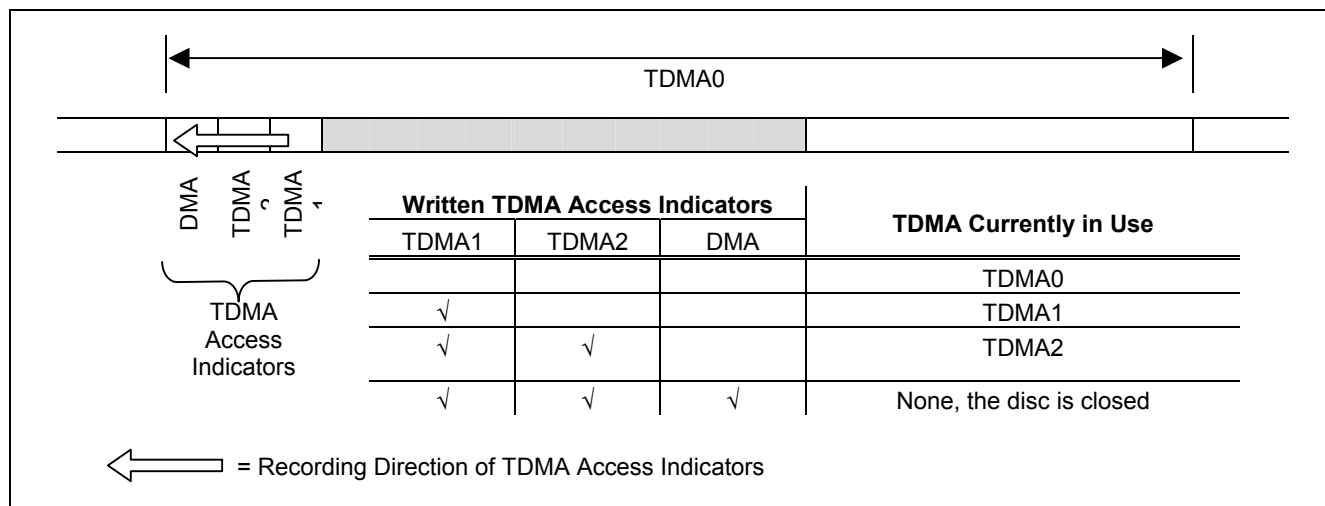 TDMA0
DMA
TDMA
TDMA
TDMA
Access
Indicators
Written TDMA Access Indicators
TDMA Currently in Use
TDMA1 TDMA2 DMA
TDMA0
√ TDMA1
√ √ TDMA2
√ √ √ None, the disc is closed
= Recording Direction of TDMA Access Indicators